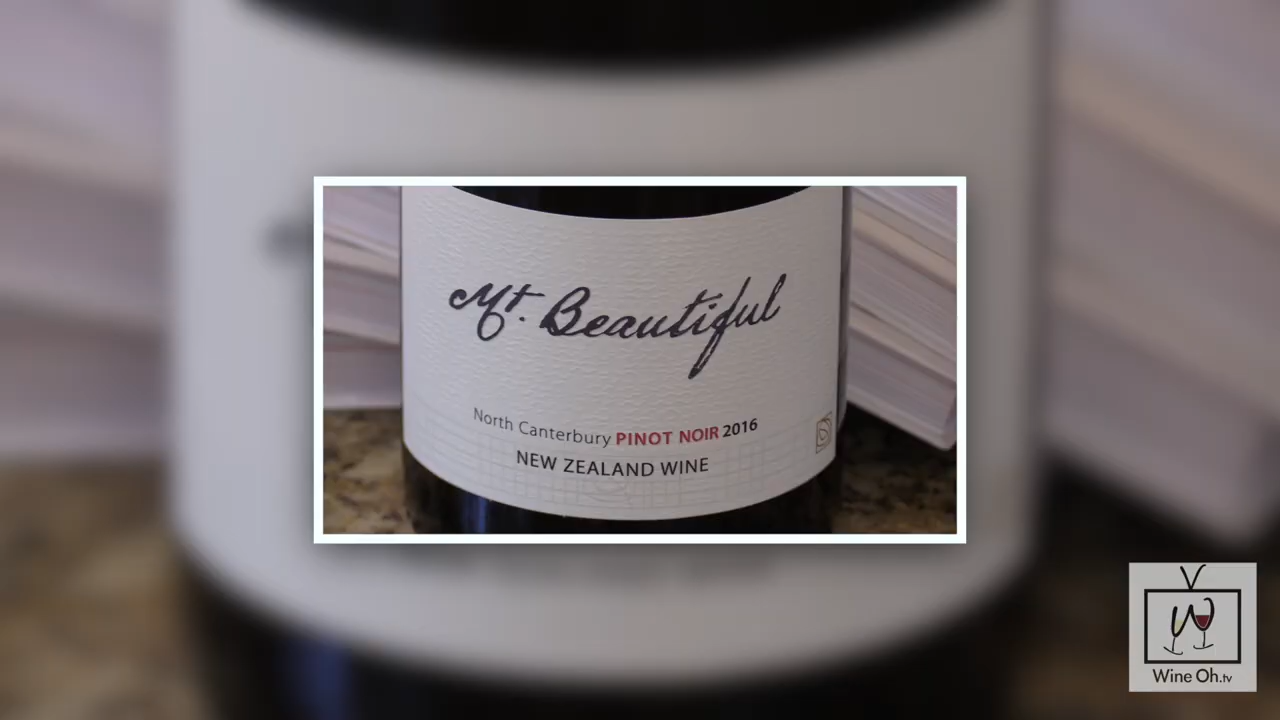 Mt. Beautiful
North Canterbury PINOT NOIR 2016
NEW ZEALAND WINE
Wine Oh.tv